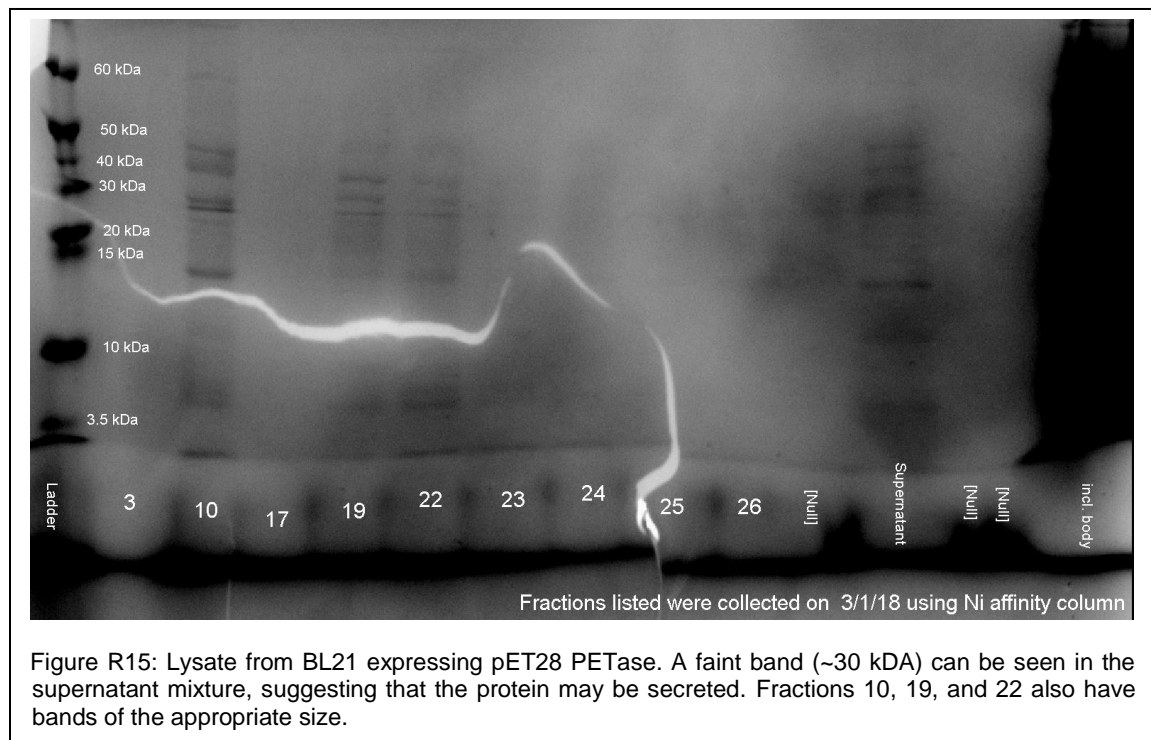 60 kDa
50 kDa
40 kDa
30 kDa
20 kDa
15 kDa
10 kDa
3.5 kDa
Ladder
3
10
17
19
22
23
24
25
26
[Null]
Supernatant
[Null]
[Null]
incl. body
Fractions listed were collected on 3/1/18 using Ni affinity column
Figure R15: Lysate from BL21 expressing pET28 PETase. A faint band (~30 kDA) can be seen in the
supernatant mixture, suggesting that the protein may be secreted. Fractions 10, 19, and 22 also have
bands of the appropriate size.